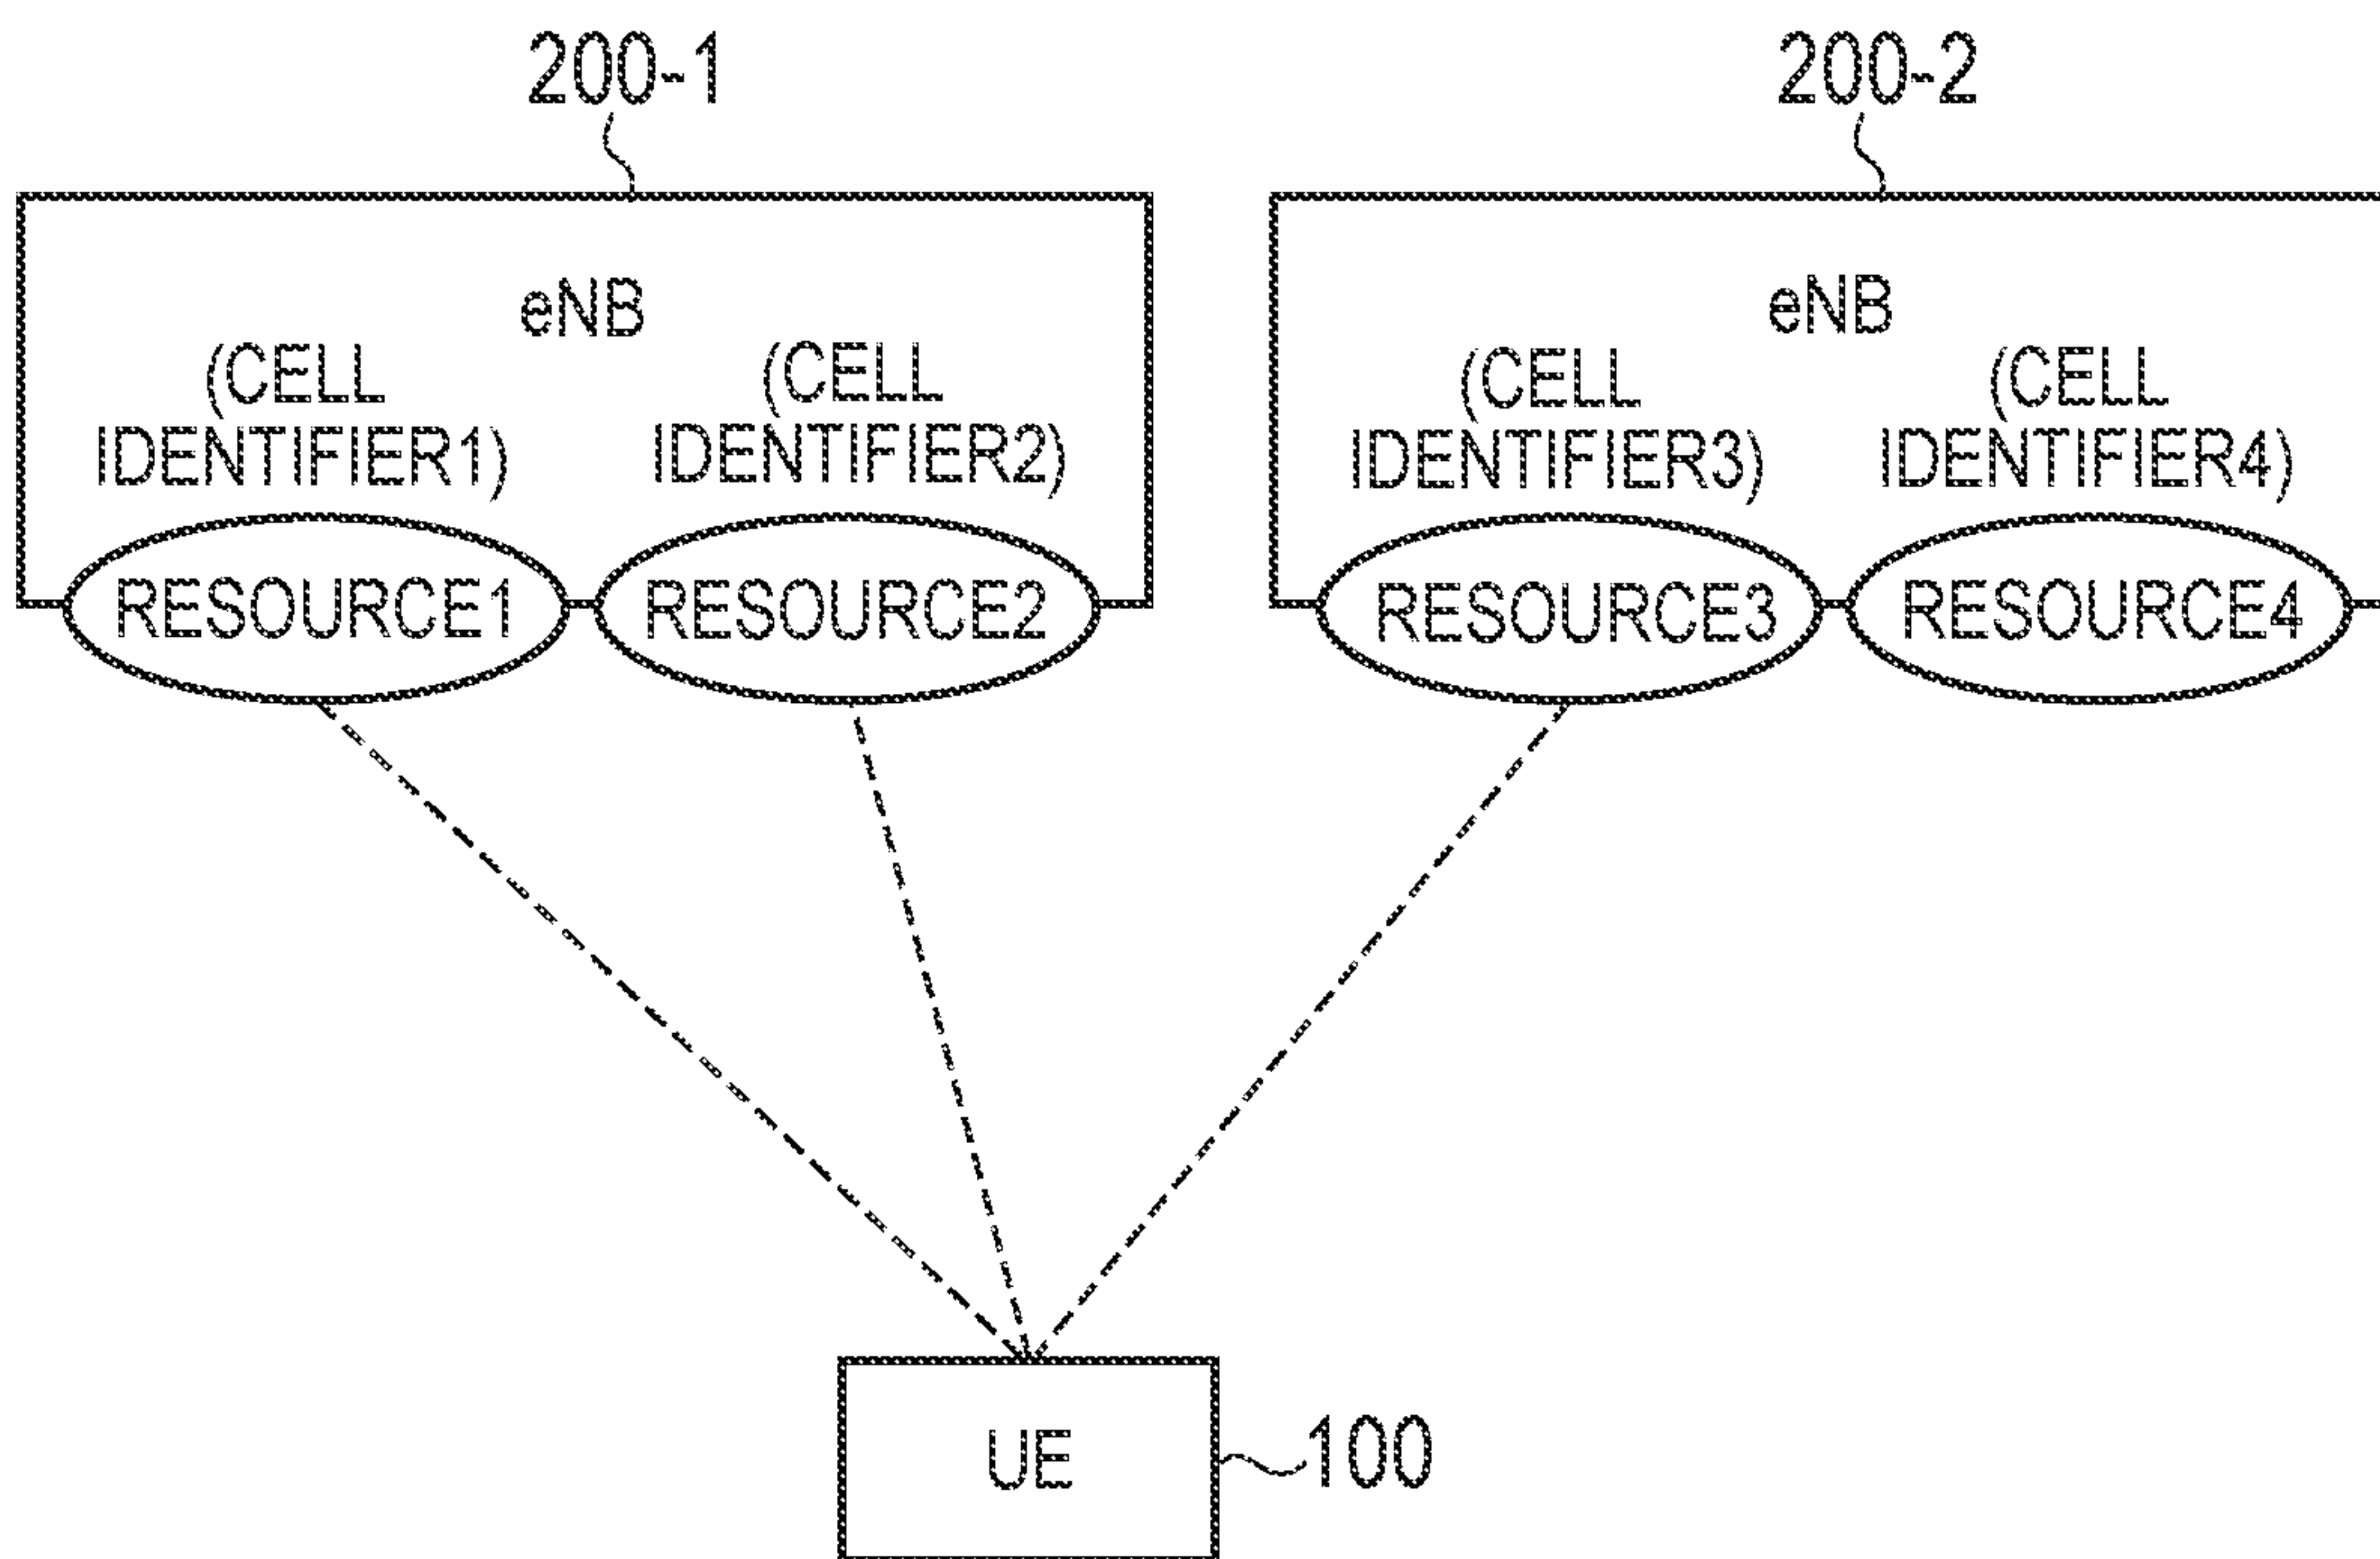 200-1
200-2
eNB
eNB
(CELL
IDENTIFIER1)
(CELL
IDENTIFIER2)
(CELL
IDENTIFIER3)
(CELL
IDENTIFIER4)
RESOURCE1
RESOURCE2
RESOURCE3
RESOURCE4
UE
100